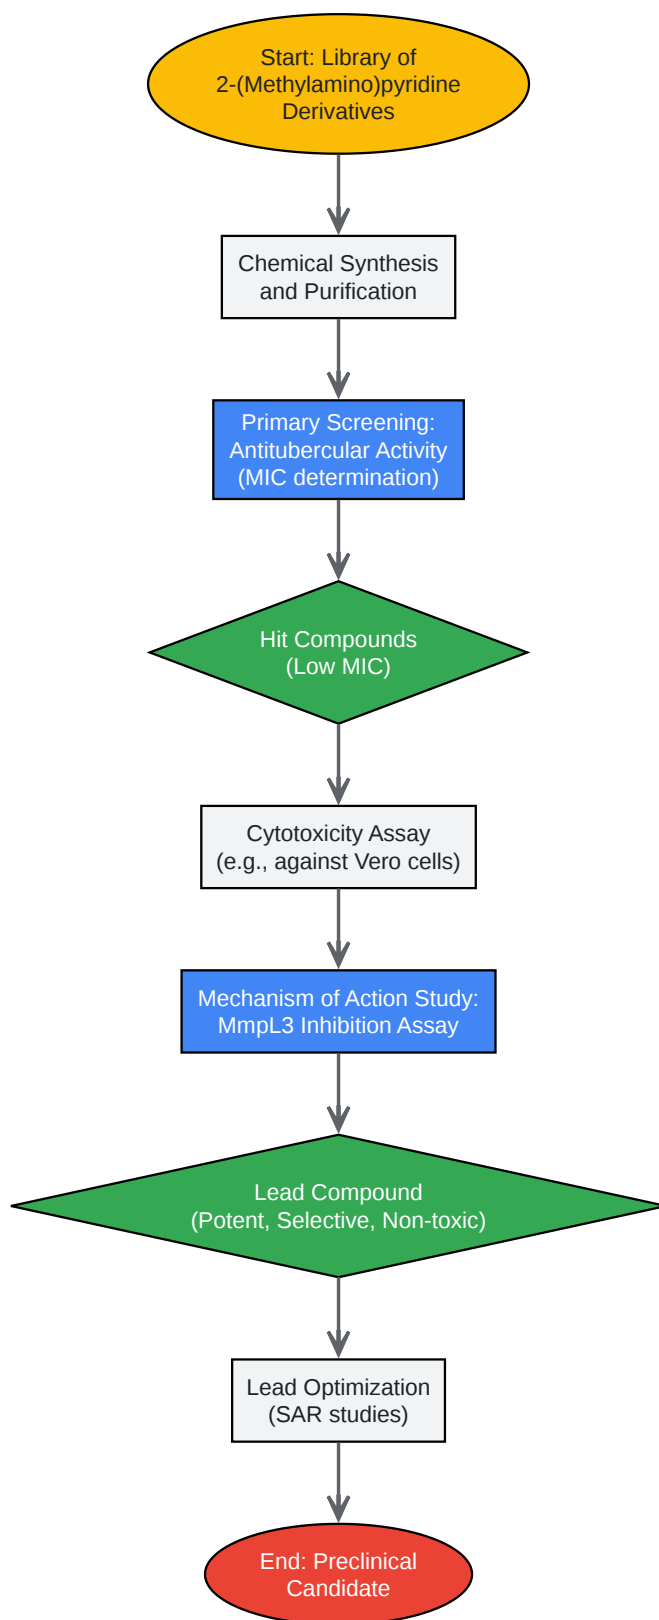 Start: Library of
2-(Methylamino)pyridine
Derivatives
Chemical Synthesis
and Purification
Primary Screening:
Antitubercular Activity
(MIC determination)
Hit Compounds
(Low MIC)
Cytotoxicity Assay
(e.g., against Vero cells)
Mechanism of Action Study:
MmpL3 Inhibition Assay
Lead Compound
(Potent, Selective, Non-toxic)
Lead Optimization
(SAR studies)
End: Preclinical
Candidate